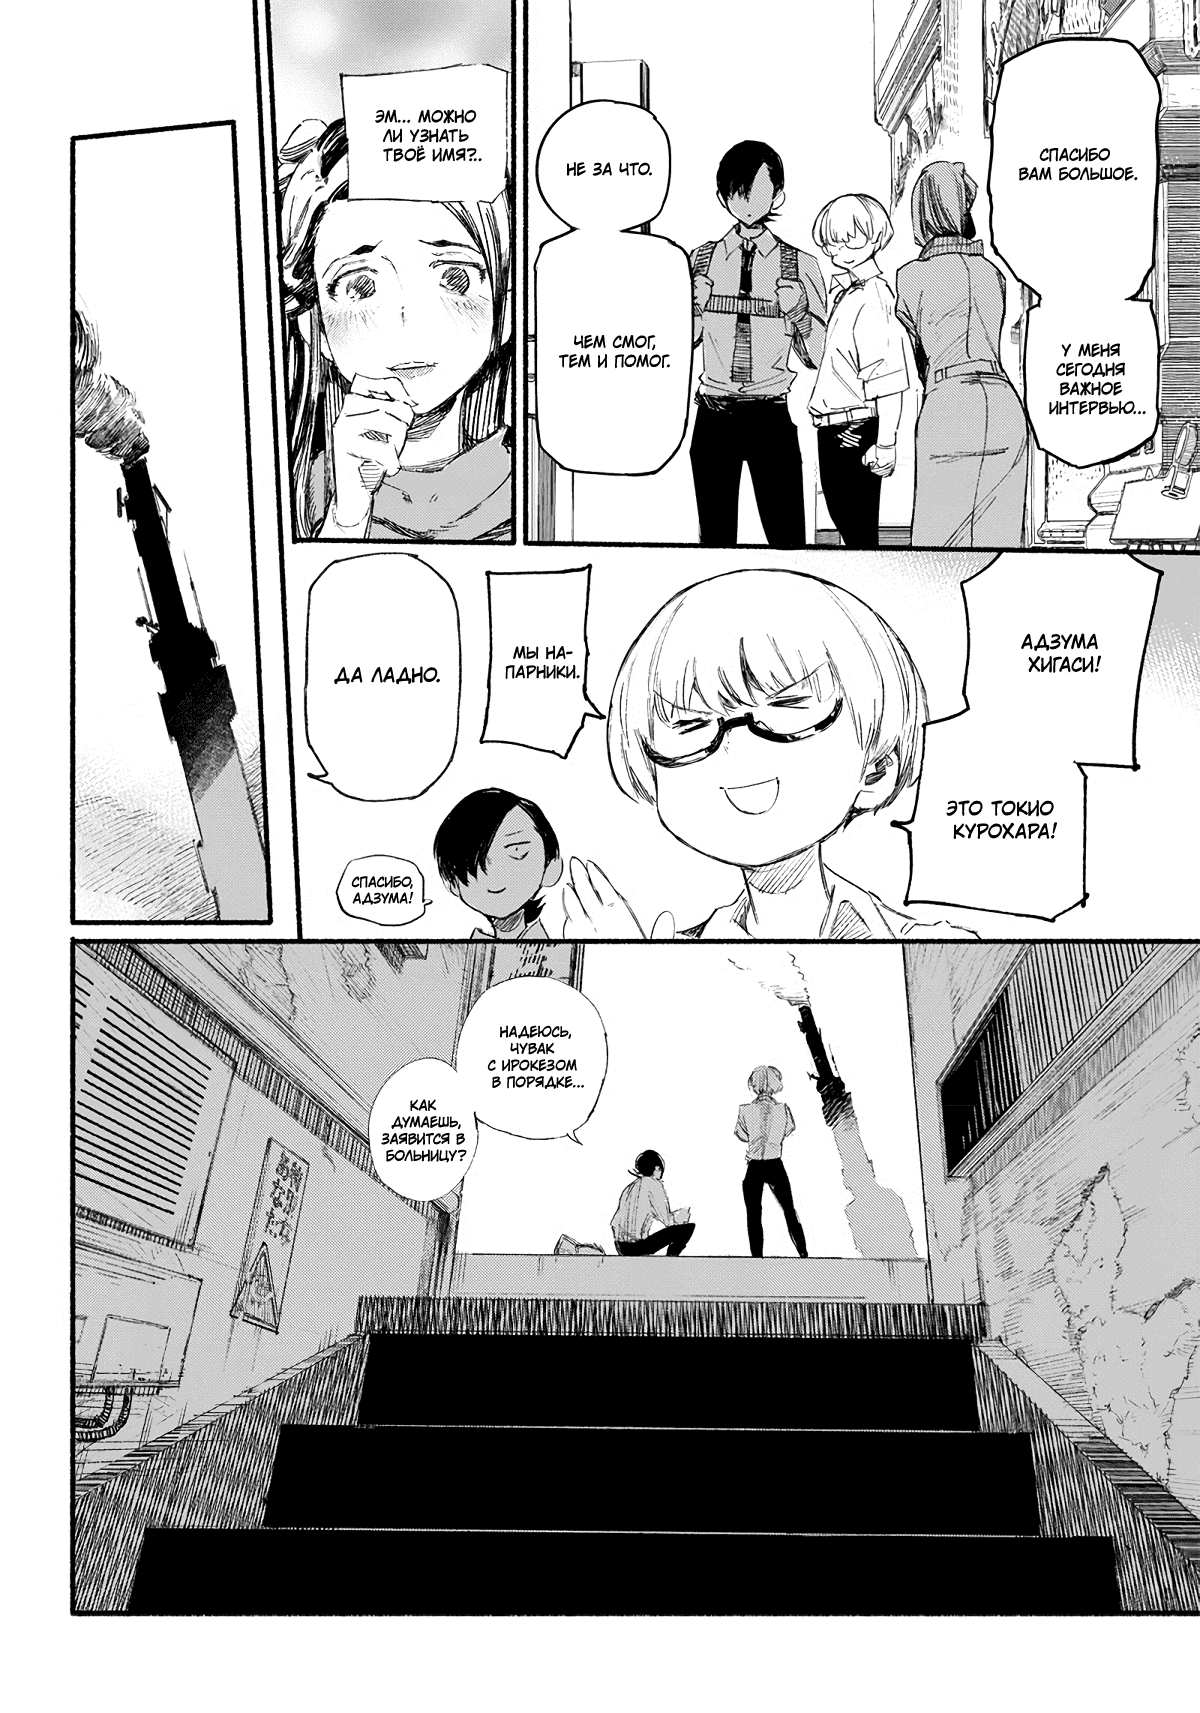 СПАСИБО
ВАМ БОЛЬШОЕ.
У МЕНЯ
СЕГОДНЯ
ВАЖНОЕ
ИНТЕРВЬЮ...
НЕ ЗА ЧТО.
ЧЕМ СМОГ,
ТЕМ И ПОМОГ.
ЭМ... МОЖНО
ЛИ УЗНАТЬ
ТВОЁ ИМЯ?..
АДЗУМА
ХИГАСИ!
ЭТО ТОКИО
КУРОХАРА!
МЫ НА-
ПАРНИКИ.
ДА ЛАДНО.
СПАСИБО,
АДЗУМА!
НАДЕЮСЬ,
ЧУВАК
С ИРОКЕЗОМ
В ПОРЯДКЕ...
КАК
ДУМАЕШЬ,
ЗАЯВИТСЯ В
БОЛЬНИЦУ?